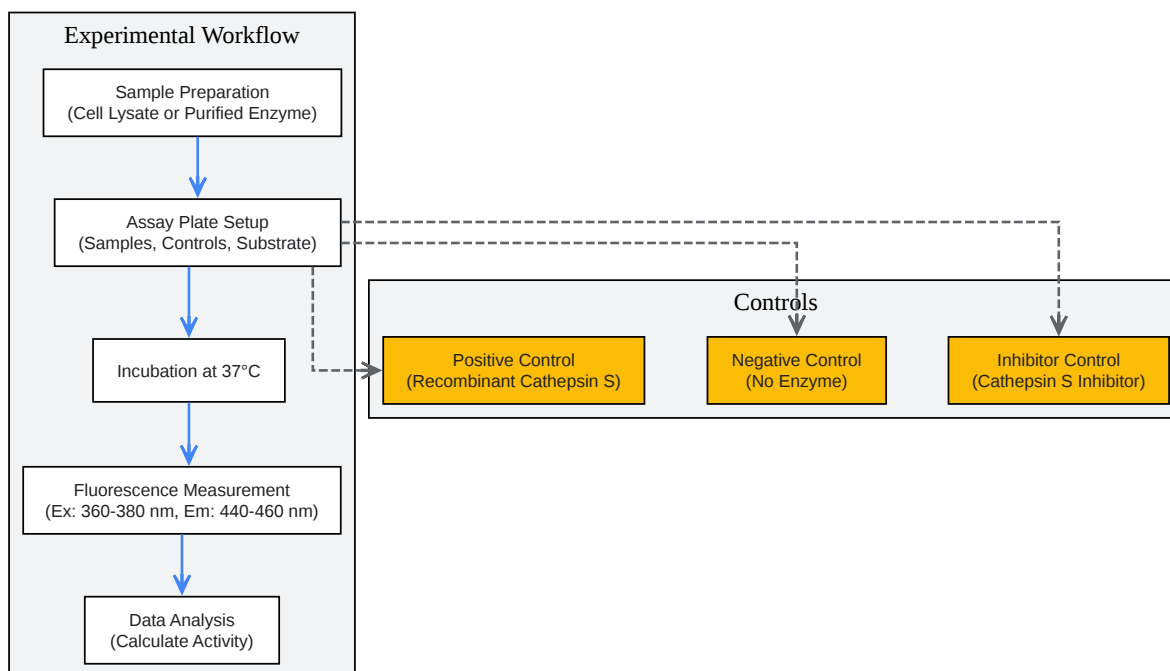 Experimental Workflow
Sample Preparation
(Cell Lysate or Purified Enzyme)
Assay Plate Setup
(Samples, Controls, Substrate)
Incubation at 37°C
Fluorescence Measurement
(Ex: 360-380 nm, Em: 440-460 nm)
Data Analysis
(Calculate Activity)
Controls
Positive Control
(Recombinant Cathepsin S)
Negative Control
(No Enzyme)
Inhibitor Control
(Cathepsin S Inhibitor)